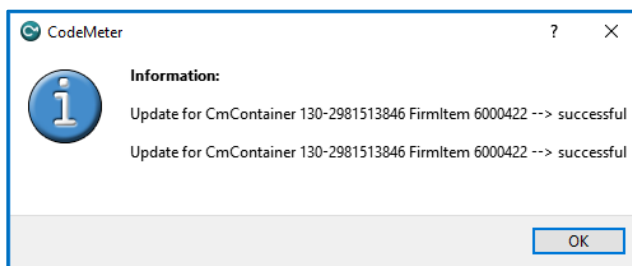 CodeMeter
Information:
Update for CmContainer 130-2981513846 FirmItem 6000422 --> successful
Update for CmContainer 130-2981513846 FirmItem 6000422 --> successful
OK